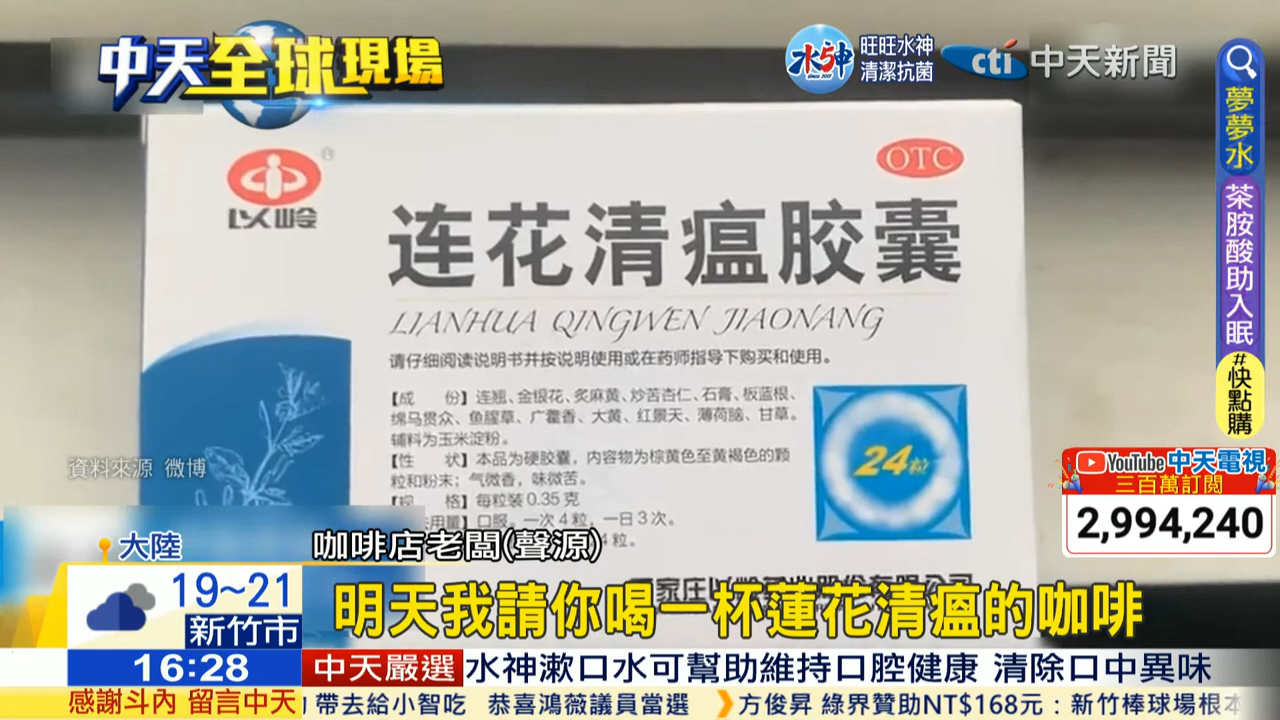 中天全球現場
水神
since 2017
旺旺水神
清潔抗菌
cti 中天新聞
夢夢水
茶胺酸助入眠
#快點購
以岭
®
OTC
连花清瘟胶囊
LIANHUA QINGWEN JIAONANG
请仔细阅读说明书并按说明使用或在药师指导下购买和使用。
【成 份】连翘、金银花、炙麻黄、炒苦杏仁、石膏、板蓝根、
绵马贯众、鱼腥草、广藿香、大黄、红景天、薄荷脑、甘草。
辅料为玉米淀粉。
【性 状】本品为硬胶囊，内容物为棕黄色至黄褐色的颗
粒和粉末；气微香，味微苦。
【规 格】每粒装0.35克
用量】口服。一次4粒，一日3次。
4粒。
24粒
資料來源 微博
YouTube 中天電視
三百萬訂閱
2,994,240
大陸
咖啡店老闆(聲源)
明天我請你喝一杯蓮花清瘟的咖啡
19~21
新竹市
16:28
中天嚴選 水神漱口水可幫助維持口腔健康 清除口中異味
感謝斗內 留言中天 帶去給小智吃 恭喜鴻薇議員當選 方俊昇 綠界贊助NT$168元：新竹棒球場根本